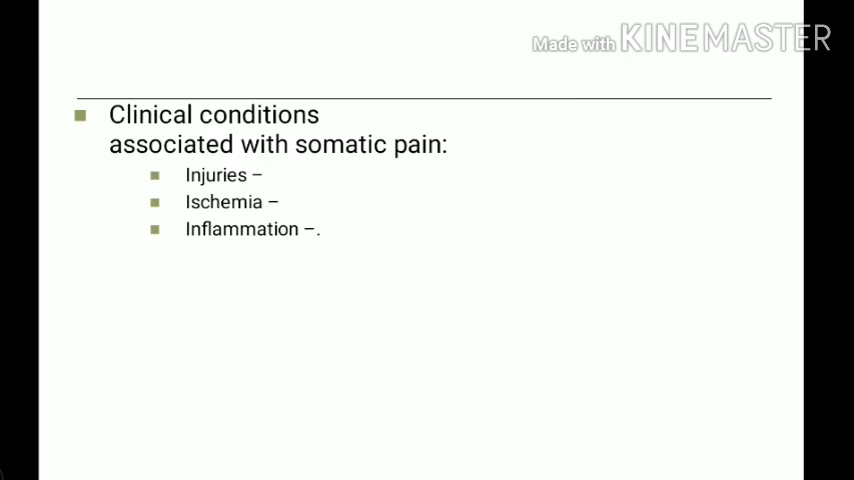 Made with KINEMASTER
Clinical conditions
associated with somatic pain:
Injuries –
Ischemia –
Inflammation –.